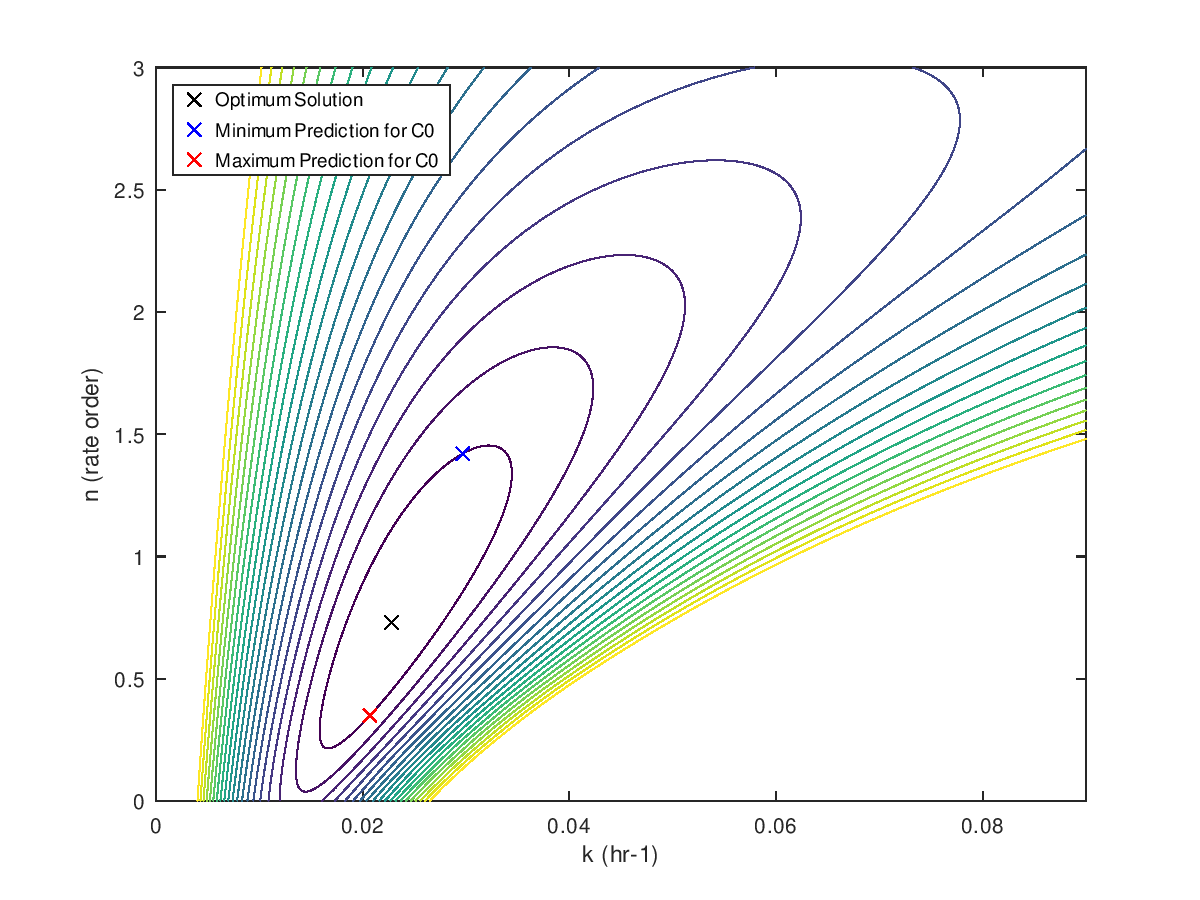 3
2.5
2
1.5
1
0.5
0
n (rate order)
Optimum Solution
Minimum Prediction for C0
Maximum Prediction for C0
0
0.02
0.04
0.06
0.08
k (hr-1)